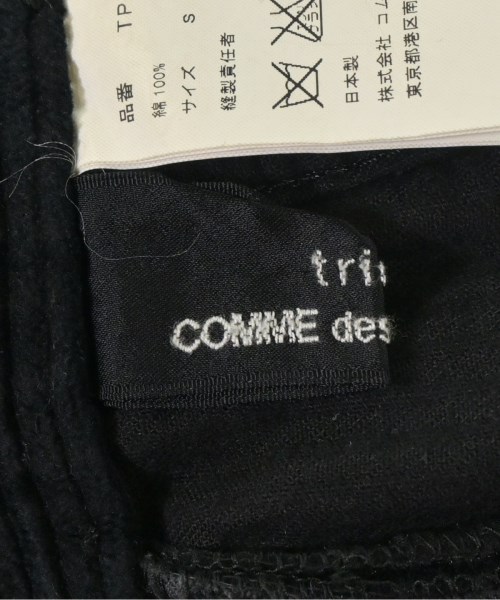 品番 TP
綿 100%
サイズ S
縫製責任者
日本製
株式会社 コム
東京都港区南
tri
COMME des